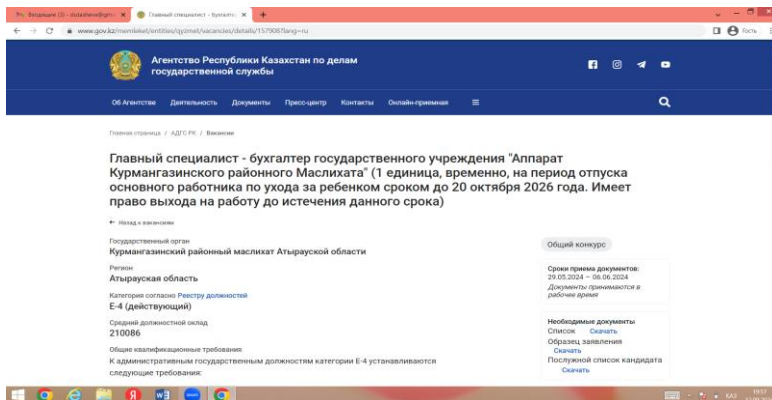 Главный специалист - бухгалте
www.gov.kz/memleket/entities/qyzmet/vacancies/details/157908?lang=ru
Гость
Агентство Республики Казахстан по делам
государственной службы
Об Агентстве Деятельность Документы Пресс-центр Контакты Онлайн-приемная
Главная страница / АДГС РК / Вакансии
Главный специалист - бухгалтер государственного учреждения "Аппарат
Курмангазинского районного Маслихата" (1 единица, временно, на период отпуска
основного работника по ухода за ребенком сроком до 20 октября 2026 года. Имеет
право выхода на работу до истечения данного срока)
← Назад к вакансиям
Государственный орган
Курмангазинский районный маслихат Атырауской области
Регион
Атырауская область
Категория согласно Реестру должностей
E-4 (действующий)
Средний должностной оклад
210086
Общие квалификационные требования
К административным государственным должностям категории Е-4 устанавливаются
следующие требования:
Общий конкурс
Сроки приема документов:
29.05.2024 – 06.06.2024
Документы принимаются в
рабочее время
Необходимые документы
Список Скачать
Образец заявления
Скачать
Послужной список кандидата
Скачать
КАЗ
19:57